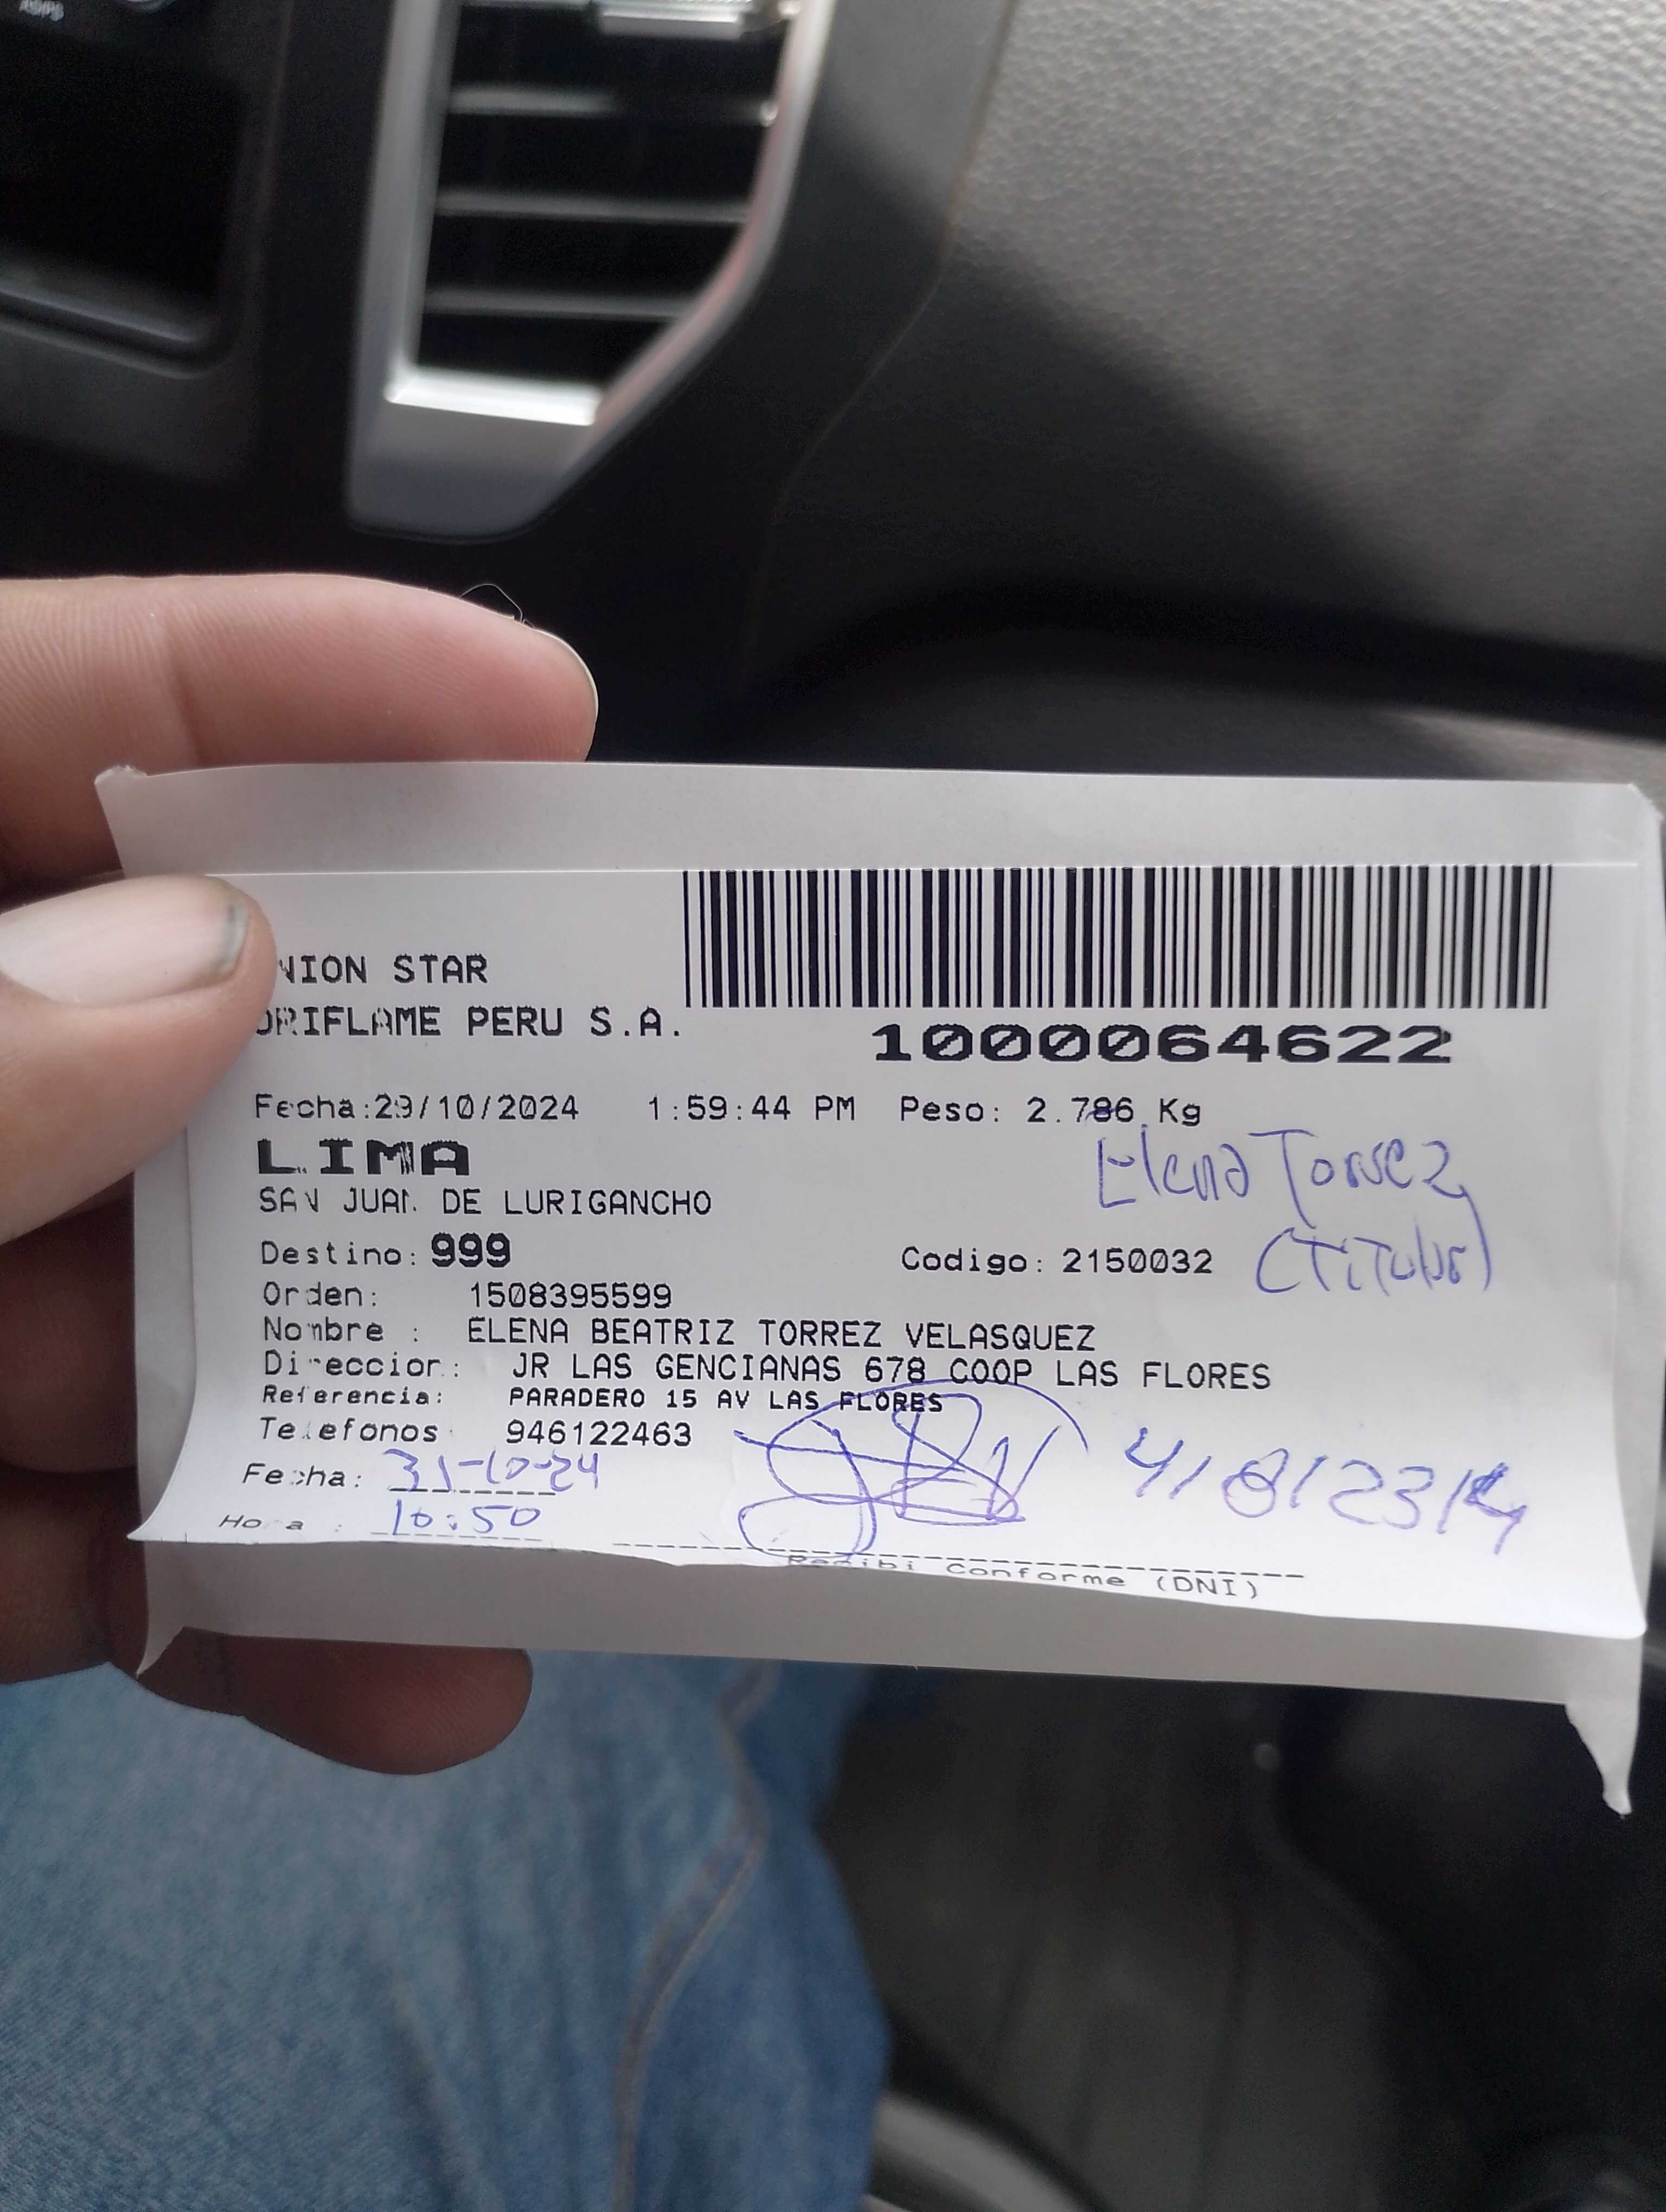 NION STAR
ORIFLAME PERU S.A.
1000064622
Fecha:29/10/2024 1:59:44 PM Peso: 2.786 Kg
LIMA
Elena Torrez
SAN JUAN DE LURIGANCHO
(Titular)
Destino: 999 Codigo: 2150032
Orden: 1508395599
Nombre : ELENA BEATRIZ TORREZ VELASQUEZ
Direccion: JR LAS GENCIANAS 678 COOP LAS FLORES
Referencia: PARADERO 15 AV LAS FLORES
Telefonos 946122463
Fecha: 31-10-24
Hora : 10:50
Recibi Conforme (DNI)